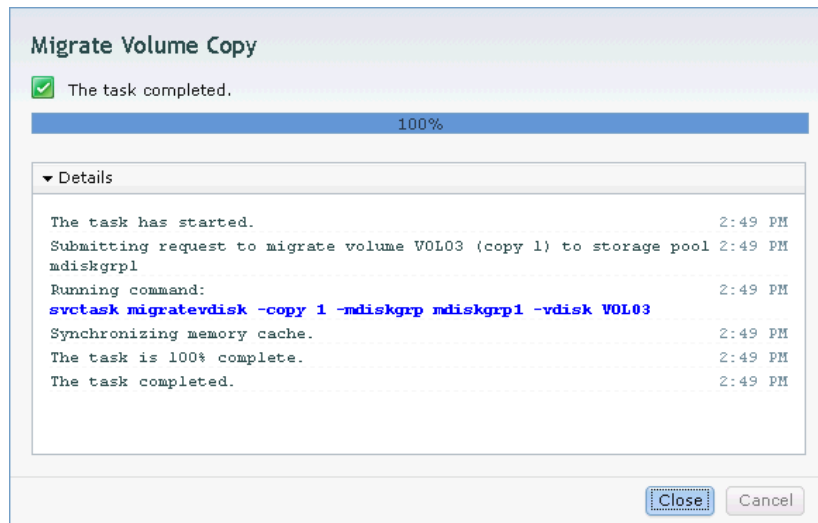 Migrate Volume Copy
The task completed.
100%
Details
The task has started. 2:49 PM
Submitting request to migrate volume VOL03 (copy 1) to storage pool 2:49 PM
mdiskgrp1
Running command: 2:49 PM
svctask migratevdisk -copy 1 -mdiskgrp mdiskgrp1 -vdisk VOL03
Synchronizing memory cache. 2:49 PM
The task is 100% complete. 2:49 PM
The task completed. 2:49 PM
Close Cancel